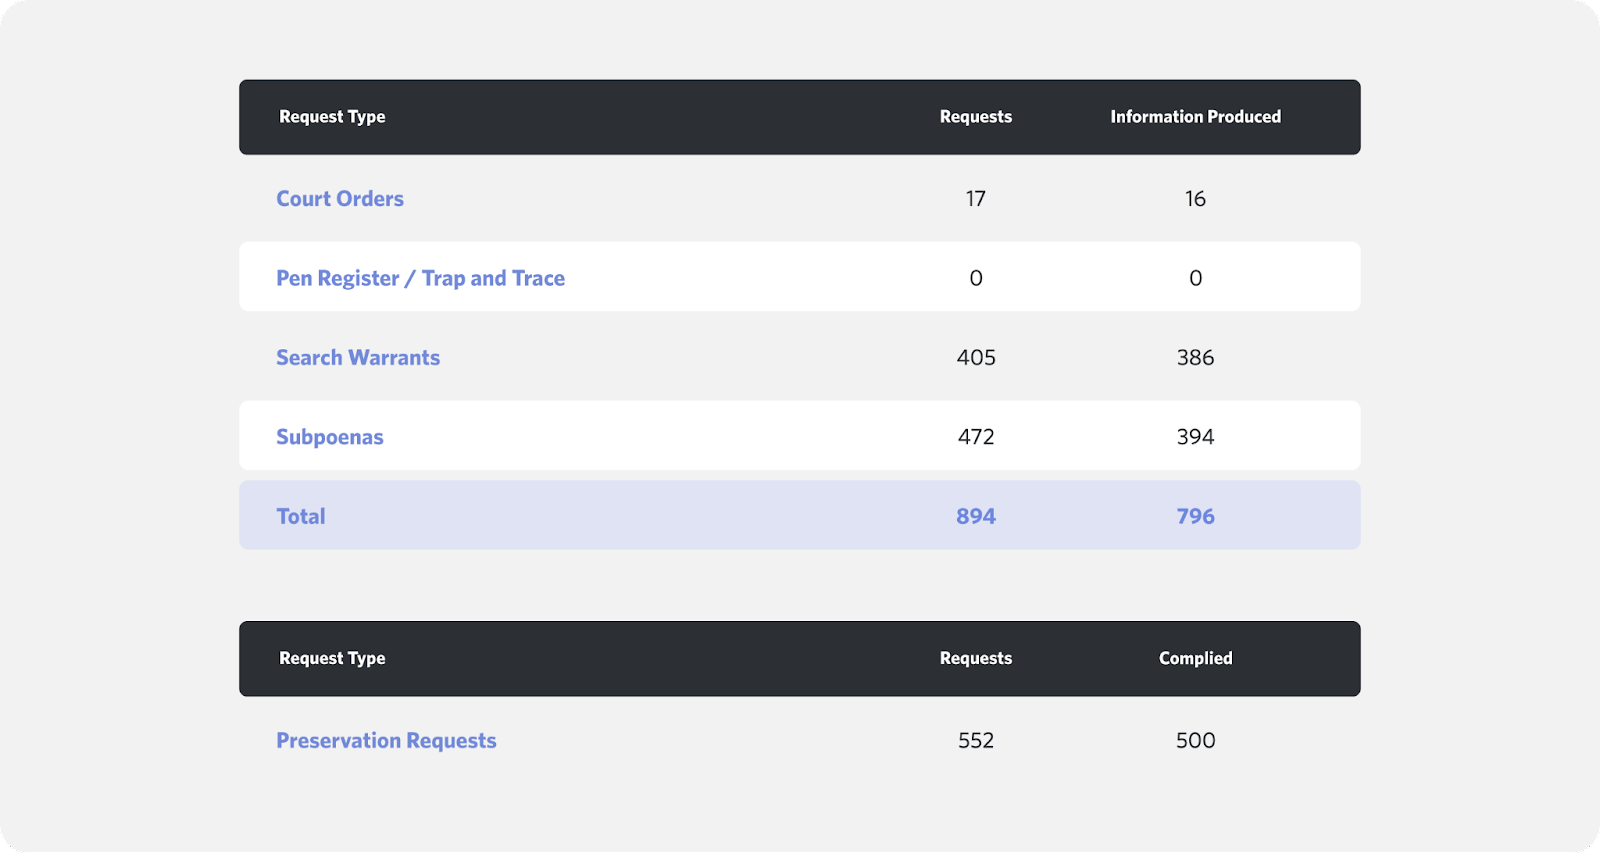 Request Type Requests Information Produced
Court Orders 17 16
Pen Register / Trap and Trace 0 0
Search Warrants 405 386
Subpoenas 472 394
Total 894 796
Request Type Requests Complied
Preservation Requests 552 500